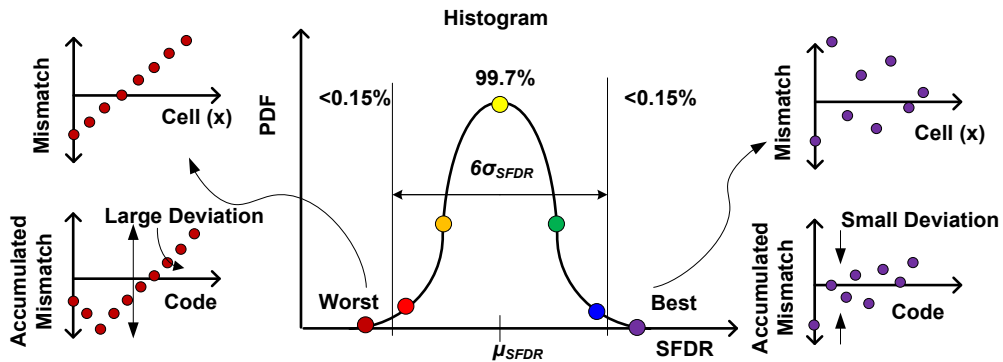 Histogram
Mismatch
Cell (x)
Accumulated
Mismatch
Large Deviation
Code
PDF
<0.15%
99.7%
<0.15%
6σSFDR
Worst
Best
μSFDR
SFDR
Mismatch
Cell (x)
Accumulated
Mismatch
Small Deviation
Code